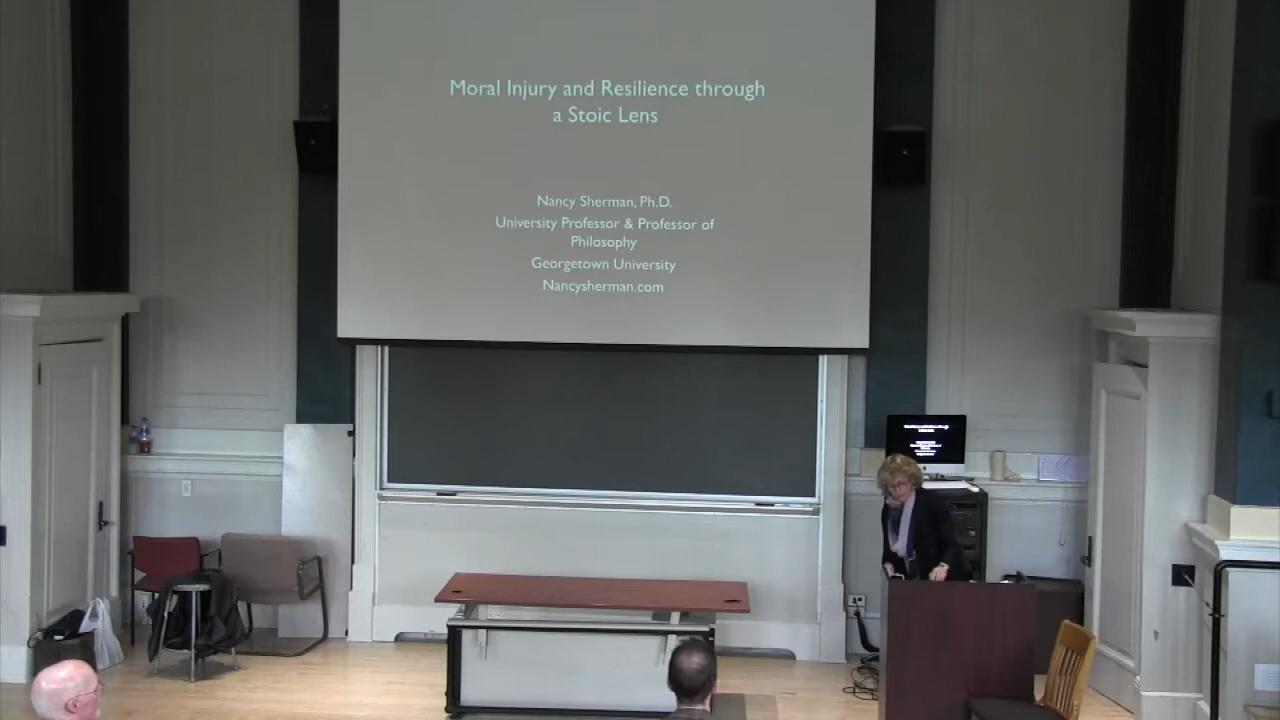 Moral Injury and Resilience through
a Stoic Lens
Nancy Sherman, Ph.D.
University Professor & Professor of
Philosophy
Georgetown University
Nancysherman.com